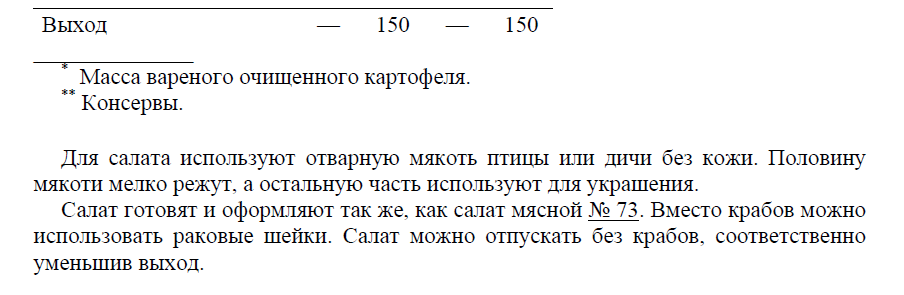 Выход — 150 — 150
* Масса вареного очищенного картофеля.
** Консервы.
Для салата используют отварную мякоть птицы или дичи без кожи. Половину
мякоти мелко режут, а остальную часть используют для украшения.
Салат готовят и оформляют так же, как салат мясной № 73. Вместо крабов можно
использовать раковые шейки. Салат можно отпускать без крабов, соответственно
уменьшив выход.